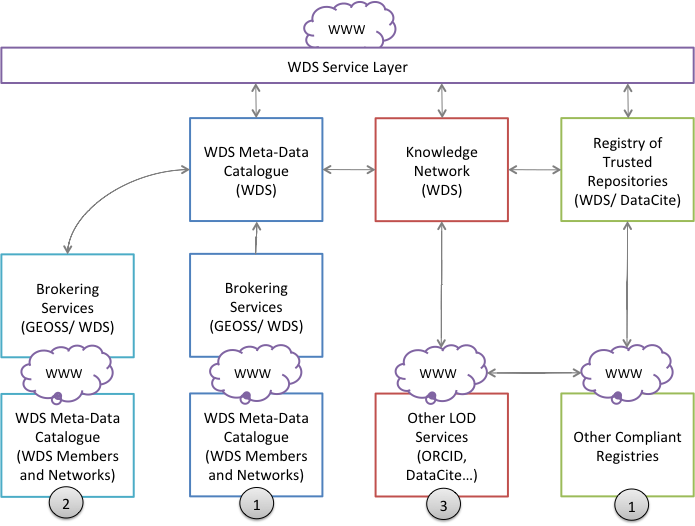 WWW
WDS Service Layer
WDS Meta-Data
Catalogue
(WDS)
Knowledge
Network
(WDS)
Registry of
Trusted
Repositories
(WDS/ DataCite)
Brokering
Services
(GEOSS/ WDS)
Brokering
Services
(GEOSS/ WDS)
WWW
WWW
WWW
WWW
WDS Meta-Data
Catalogue
(WDS Members
and Networks)
WDS Meta-Data
Catalogue
(WDS Members
and Networks)
Other LOD
Services
(ORCID,
DataCite…)
Other Compliant
Registries
2
1
3
1